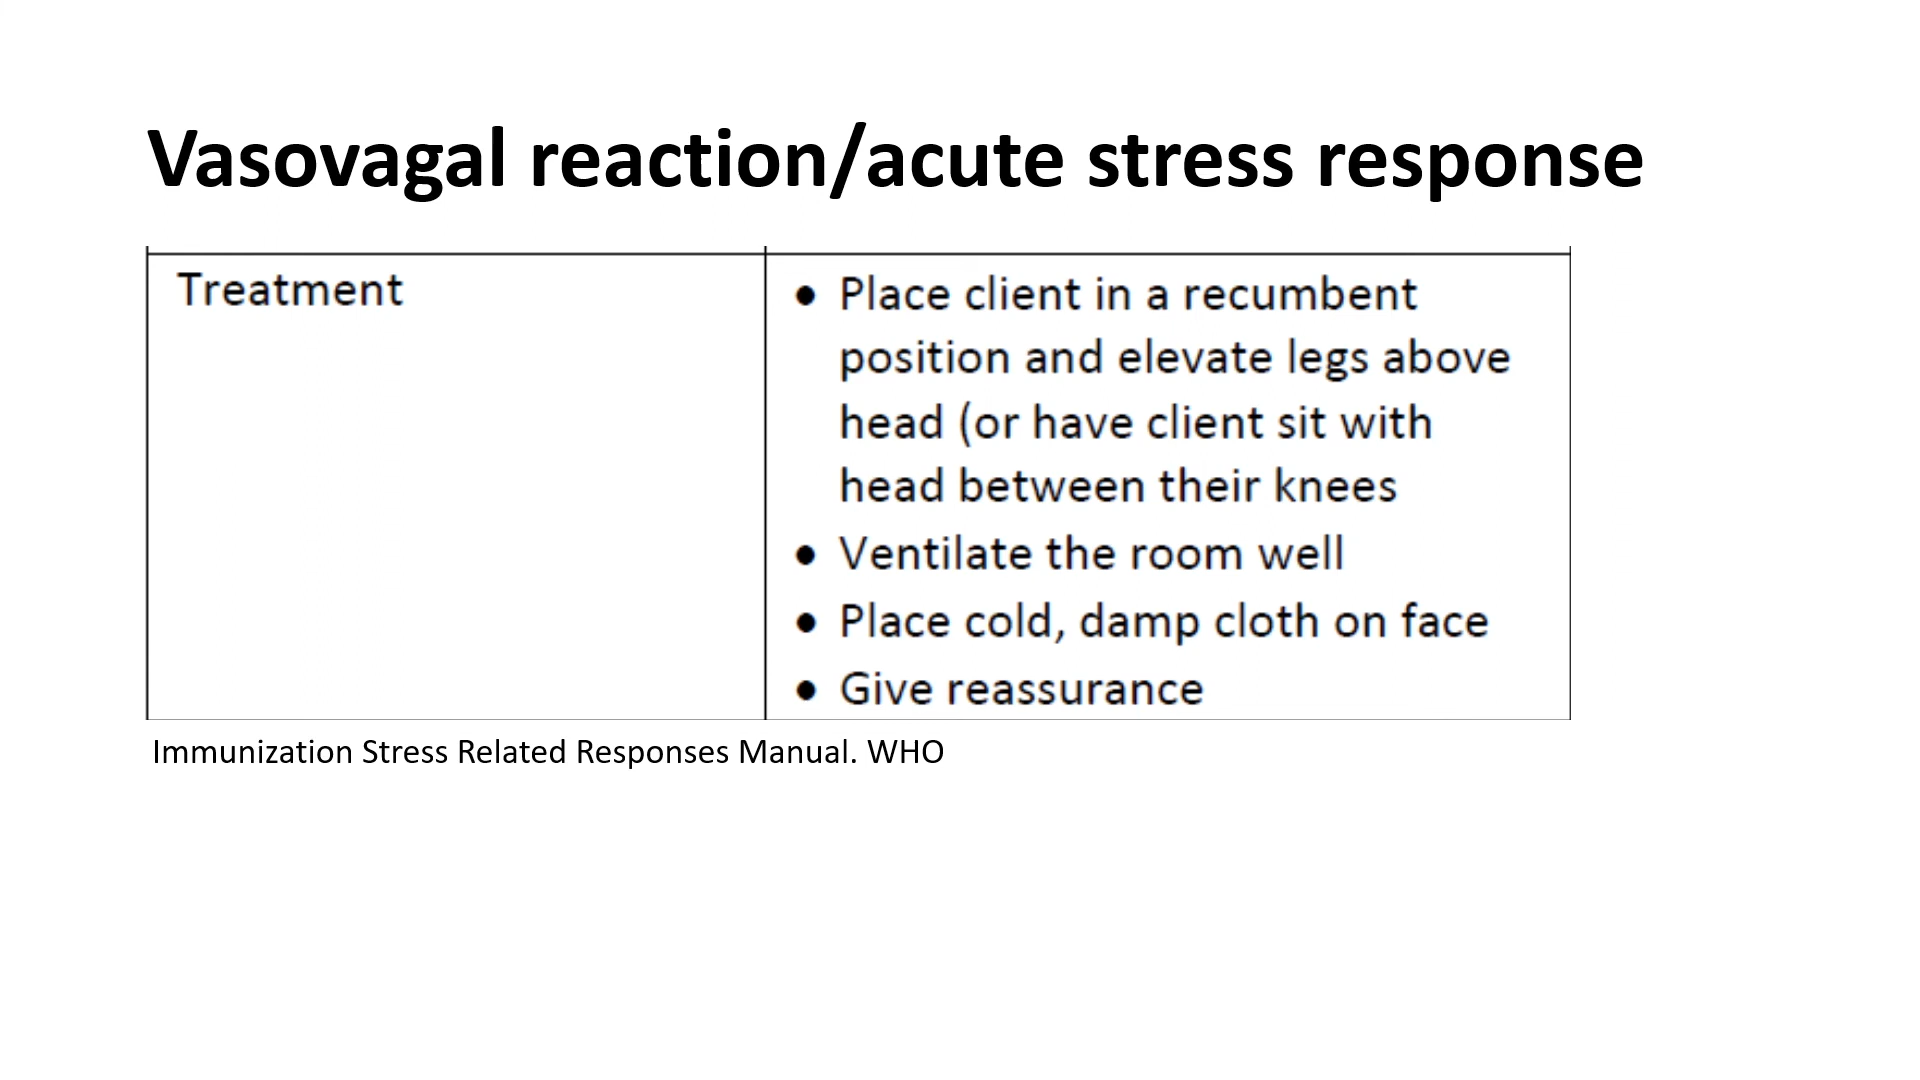 Vasovagal reaction/acute stress response
Treatment
• Place client in a recumbent
position and elevate legs above
head (or have client sit with
head between their knees
• Ventilate the room well
• Place cold, damp cloth on face
• Give reassurance
Immunization Stress Related Responses Manual. WHO